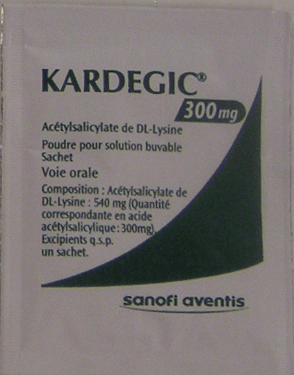 KARDEGIC®
300 mg
Acétylsalicylate de DL-Lysine
Poudre pour solution buvable
Sachet
Voie orale
Composition : Acétylsalicylate de
DL-Lysine : 540 mg (Quantité
correspondante en acide
acétylsalicylique : 300mg)
Excipients q.s.p.
un sachet.
sanofi aventis